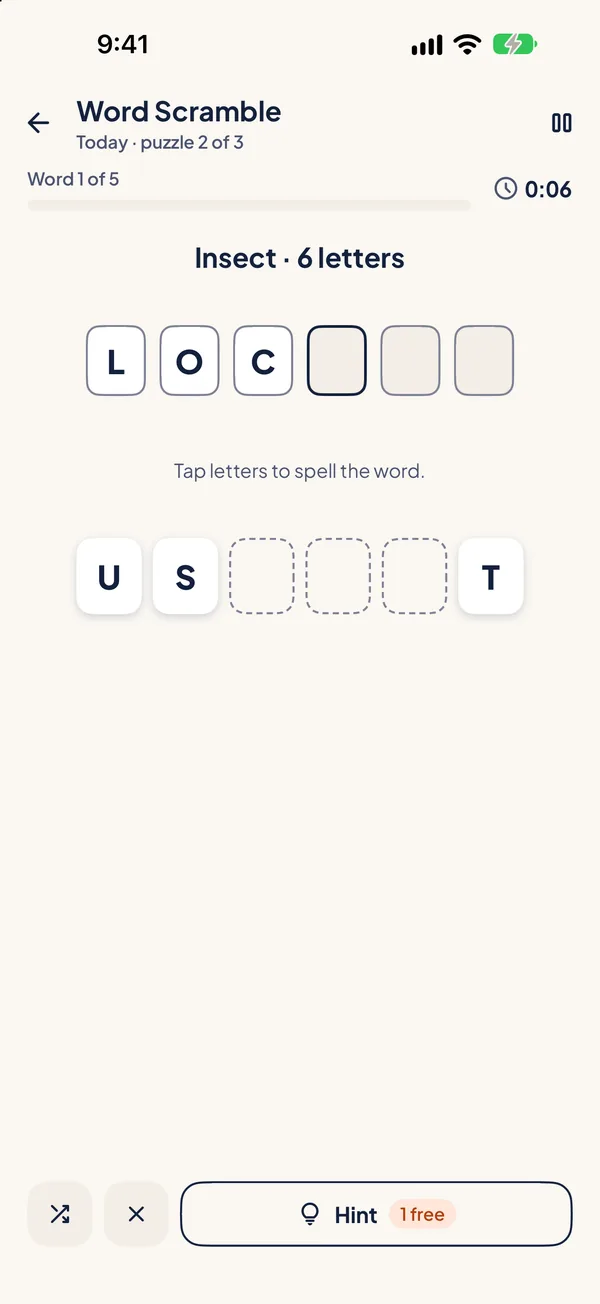 9:41
Word Scramble
Today · puzzle 2 of 3
Word 1 of 5
0:06
Insect · 6 letters
L O C
Tap letters to spell the word.
U S T
Hint 1 free